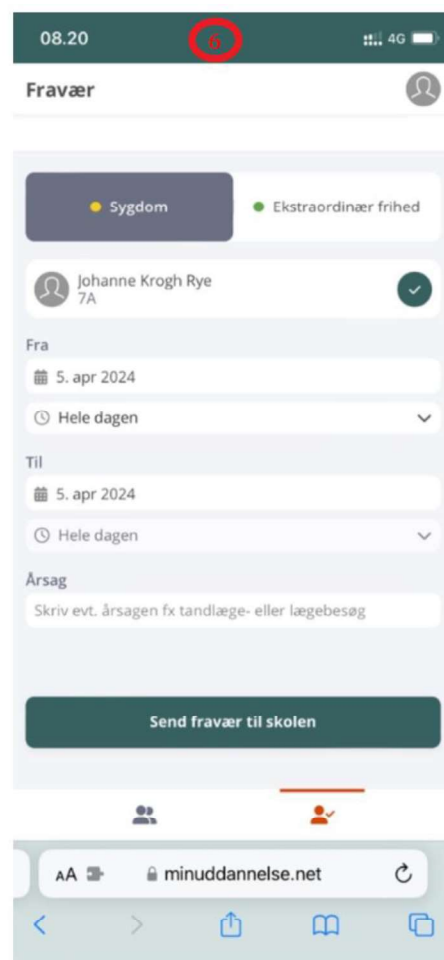 08.20
6
4G
Fravær
Sygdom
Ekstraordinær frihed
Johanne Krogh Rye
7A
Fra
5. apr 2024
Hele dagen
Til
5. apr 2024
Hele dagen
Årsag
Skriv evt. årsagen fx tandlæge- eller lægebesøg
Send fravær til skolen
AA
minuddannelse.net